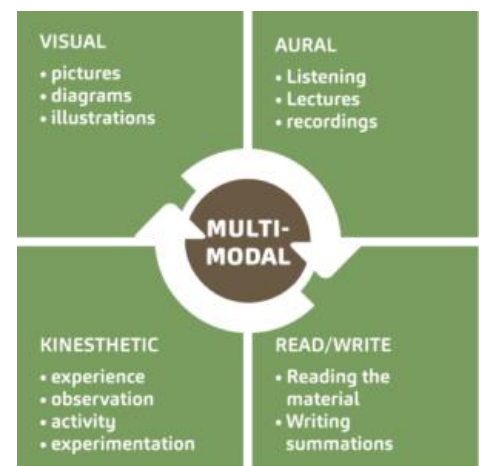 VISUAL
• pictures
• diagrams
• illustrations
AURAL
• Listening
• Lectures
• recordings
MULTI-
MODAL
KINESTHETIC
• experience
• observation
• activity
• experimentation
READ/WRITE
• Reading the
material
• Writing
summations